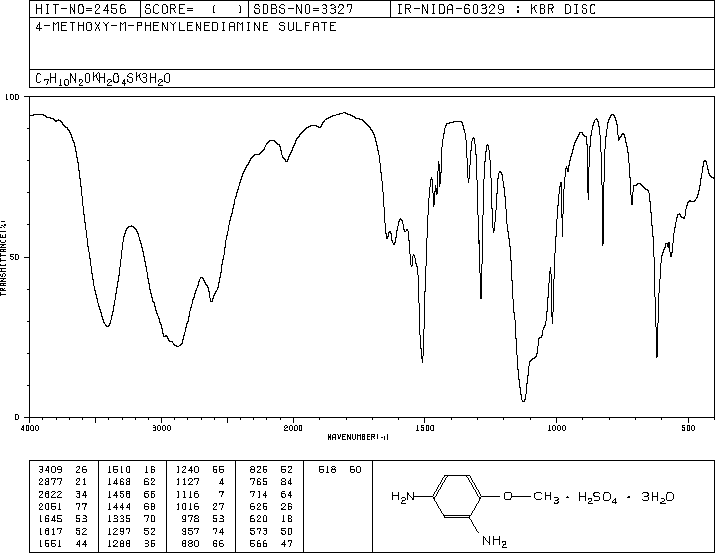 HIT-NO=2456 SCORE= ( ) SDBS-NO=3327 IR-NIDA-60329 : KBR DISC
4-METHOXY-M-PHENYLENEDIAMINE SULFATE
C7H10N2OKH2O4SK3H2O
100
TRANSMITTANCE(%)
50
0
4000 3000 2000 1500 1000 500
WAVENUMBER(-1)
3409 26 1510 16 1240 55 825 52 518 60
2877 21 1468 62 1127 4 765 84
2622 34 1458 66 1116 7 714 64
2051 77 1444 68 1016 27 626 26
1645 53 1335 70 978 53 620 18
1617 52 1297 52 957 74 573 50
1551 44 1288 35 880 66 566 47
H2N O CH3 · H2SO4 · 3H2O
NH2